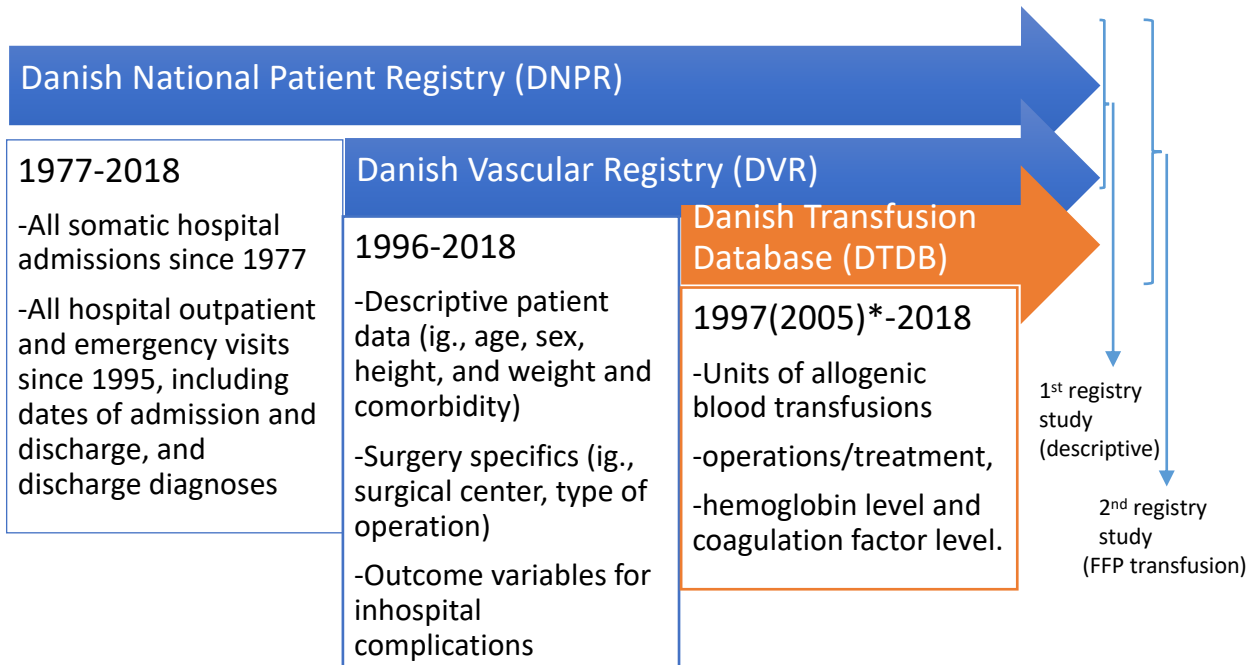 Danish National Patient Registry (DNPR)
1977-2018
-All somatic hospital
admissions since 1977
-All hospital outpatient
and emergency visits
since 1995, including
dates of admission and
discharge, and
discharge diagnoses
Danish Vascular Registry (DVR)
1996-2018
-Descriptive patient
data (ig., age, sex,
height, and weight and
comorbidity)
-Surgery specifics (ig.,
surgical center, type of
operation)
-Outcome variables for
inhospital
complications
Danish Transfusion
Database (DTDB)
1997(2005)*-2018
-Units of allogenic
blood transfusions
-operations/treatment,
-hemoglobin level and
coagulation factor level.
1st registry
study
(descriptive)
2nd registry
study
(FFP transfusion)